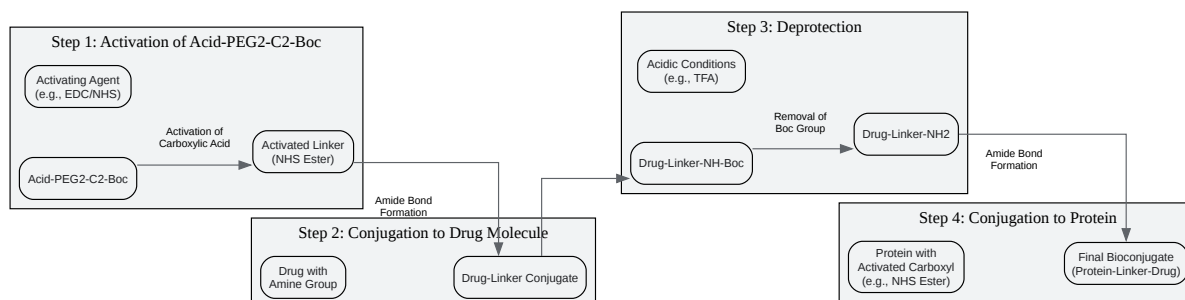 Step 1: Activation of Acid-PEG2-C2-Boc
Activating Agent
(e.g., EDC/NHS)
Activation of
Carboxylic Acid
Acid-PEG2-C2-Boc
Activated Linker
(NHS Ester)
Amide Bond
Formation
Step 2: Conjugation to Drug Molecule
Drug with
Amine Group
Drug-Linker Conjugate
Step 3: Deprotection
Acidic Conditions
(e.g., TFA)
Removal of
Boc Group
Drug-Linker-NH-Boc
Drug-Linker-NH2
Amide Bond
Formation
Step 4: Conjugation to Protein
Protein with
Activated Carboxyl
(e.g., NHS Ester)
Final Bioconjugate
(Protein-Linker-Drug)